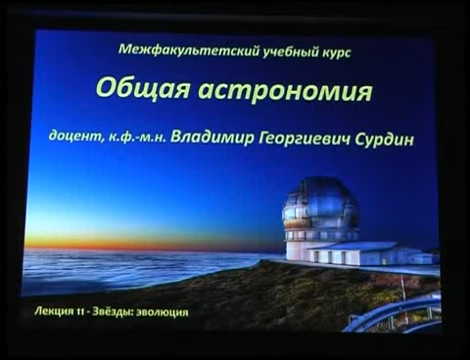 Межфакультетский учебный курс
Общая астрономия
доцент, к.ф.-м.н. Владимир Георгиевич Сурдин
Лекция 11 - Звёзды: эволюция